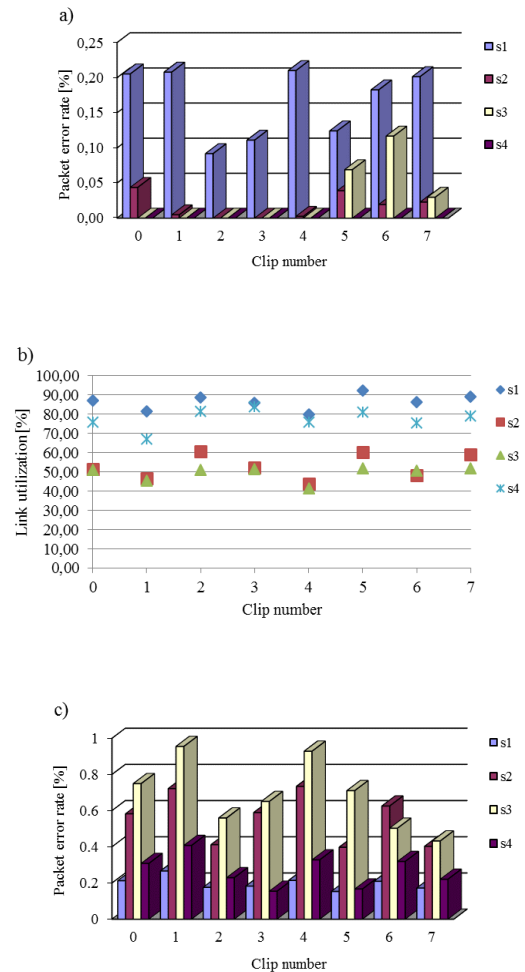 a)
Packet error rate [%]
0,25
0,20
0,15
0,10
0,05
0,00
0 1 2 3 4 5 6 7
Clip number
s1
s2
s3
s4
b)
Link utilization[%]
100,00
90,00
80,00
70,00
60,00
50,00
40,00
30,00
20,00
10,00
0,00
0 1 2 3 4 5 6 7
Clip number
s1
s2
s3
s4
c)
Packet error rate [%]
1
0.8
0.6
0.4
0.2
0
0 1 2 3 4 5 6 7
Clip number
s1
s2
s3
s4